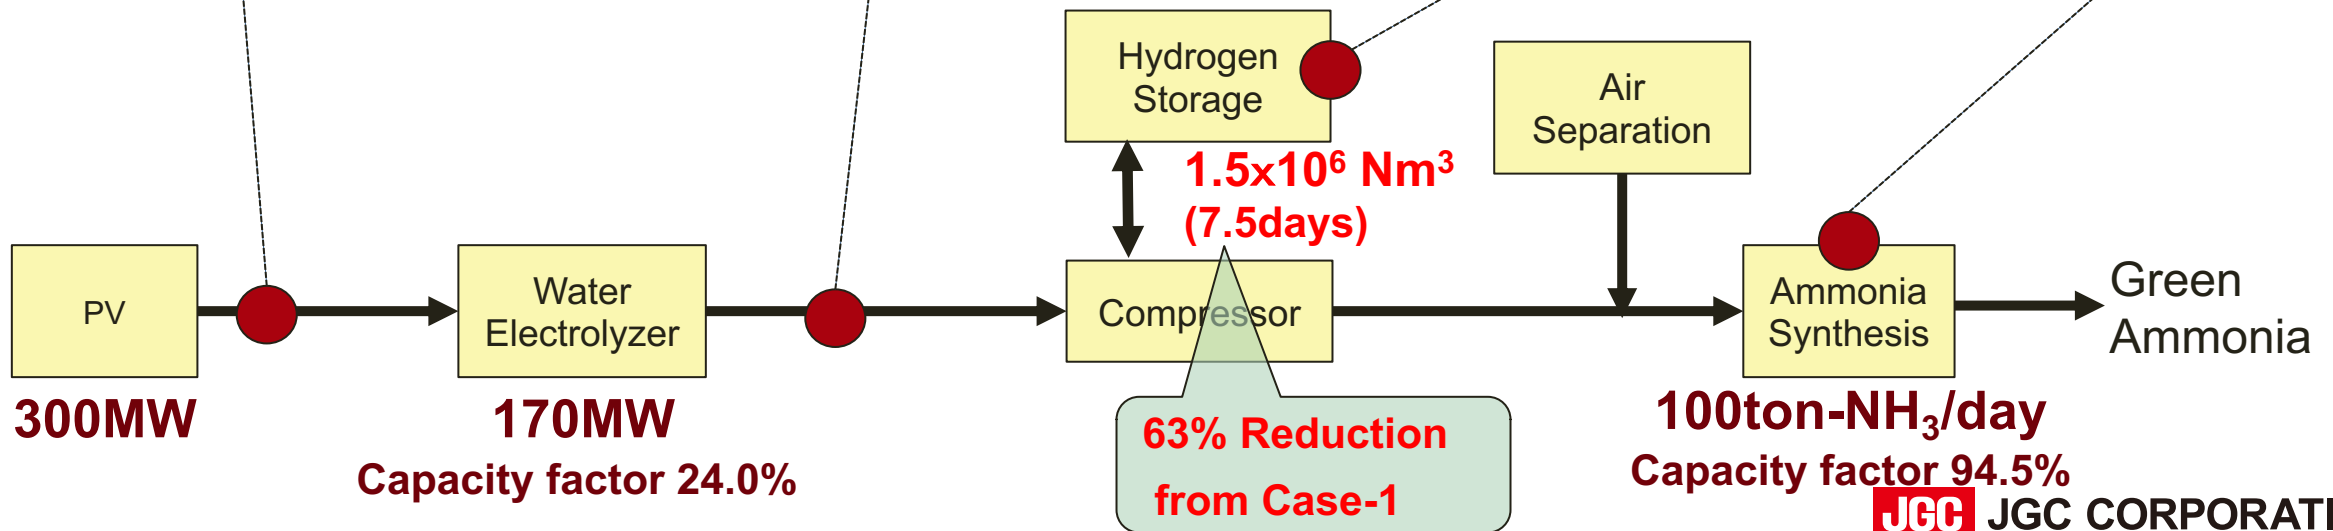 Hydrogen
Storage
Air
Separation
1.5x10⁶ Nm³
(7.5days)
PV
Water
Electrolyzer
Compressor
Ammonia
Synthesis
Green
Ammonia
300MW
170MW
Capacity factor 24.0%
63% Reduction
from Case-1
100ton-NH₃/day
Capacity factor 94.5%
JGC JGC CORPORATI